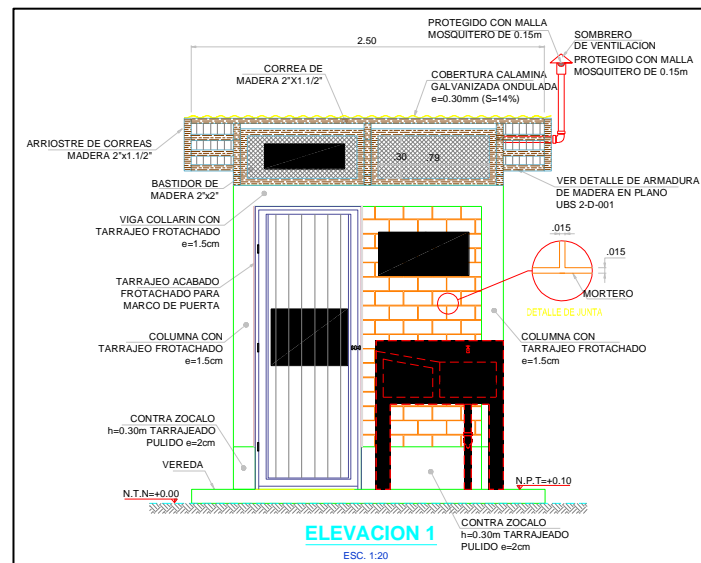 PROTEGIDO CON MALLA
MOSQUITERO DE 0.15m
SOMBRERO
DE VENTILACION
PROTEGIDO CON MALLA
MOSQUITERO DE 0.15m
2.50
CORREA DE
MADERA 2"X1.1/2"
COBERTURA CALAMINA
GALVANIZADA ONDULADA
e=0.30mm (S=14%)
ARRIOSTRE DE CORREAS
MADERA 2"x1.1/2"
.30
.79
BASTIDOR DE
MADERA 2"x2"
VER DETALLE DE ARMADURA
DE MADERA EN PLANO
UBS 2-D-001
VIGA COLLARIN CON
TARRAJEO FROTACHADO
e=1.5cm
.015
.015
MORTERO
DETALLE DE JUNTA
TARRAJEO ACABADO
FROTACHADO PARA
MARCO DE PUERTA
COLUMNA CON
TARRAJEO FROTACHADO
e=1.5cm
COLUMNA CON
TARRAJEO FROTACHADO
e=1.5cm
CONTRA ZOCALO
h=0.30m TARRAJEADO
PULIDO e=2cm
VEREDA
N.T.N=+0.00
N.P.T=+0.10
CONTRA ZOCALO
h=0.30m TARRAJEADO
PULIDO e=2cm
ELEVACION 1
ESC. 1:20